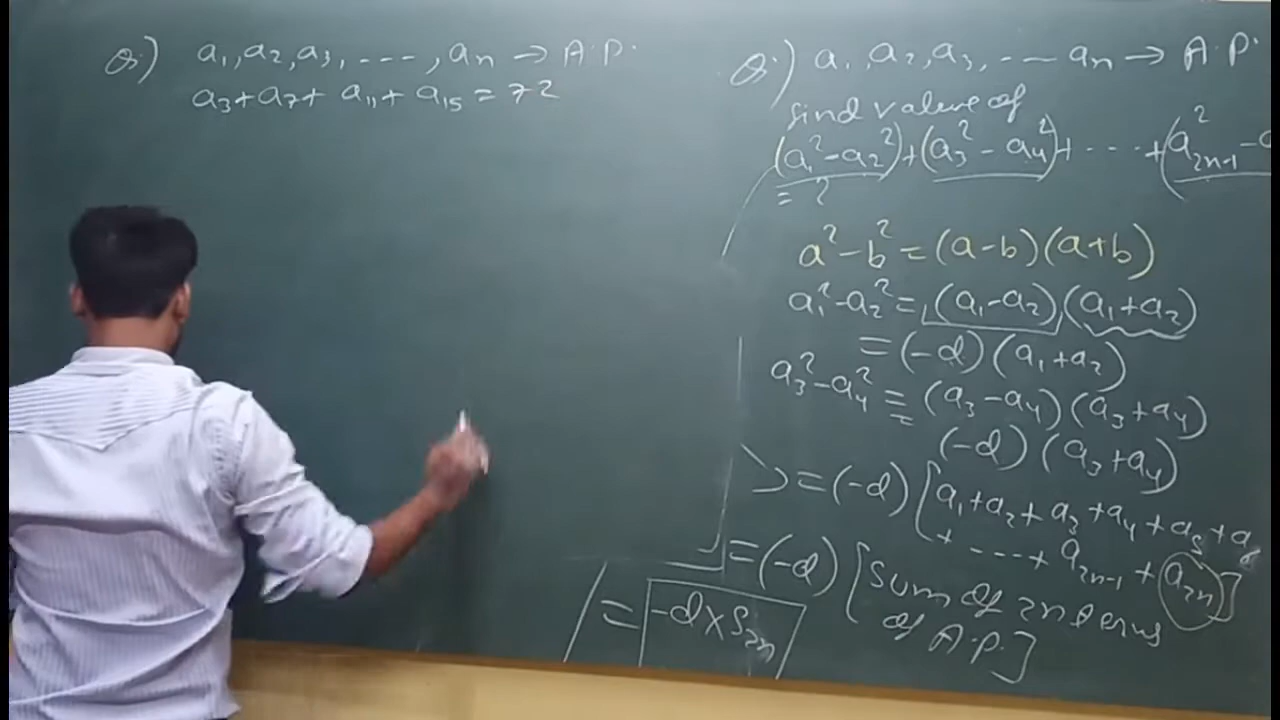 Q.) a₁, a₂, a₃, ----, aₙ → A.P.
a₃+a₇+ a₁₁+ a₁₅ = 72
Q.) a₁, a₂, a₃, --- aₙ → A.P.
find value of
(a₁²-a₂²)+(a₃²-a₄²)+ - - - +(a²₂ₙ₋₁-a
= ?
a²-b² = (a-b)(a+b)
a₁²-a₂² = (a₁-a₂)(a₁+a₂)
= (-d)(a₁+a₂)
a₃²-a₄² = (a₃-a₄)(a₃+a₄)
= (-d)(a₃+a₄)
= (-d)[a₁+a₂+a₃+a₄+a₅+a₆
+ ---+ a₂ₙ₋₁ + a₂ₙ]
= (-d)[Sum of 2n terms
of A.P.]
= -d×S₂ₙ